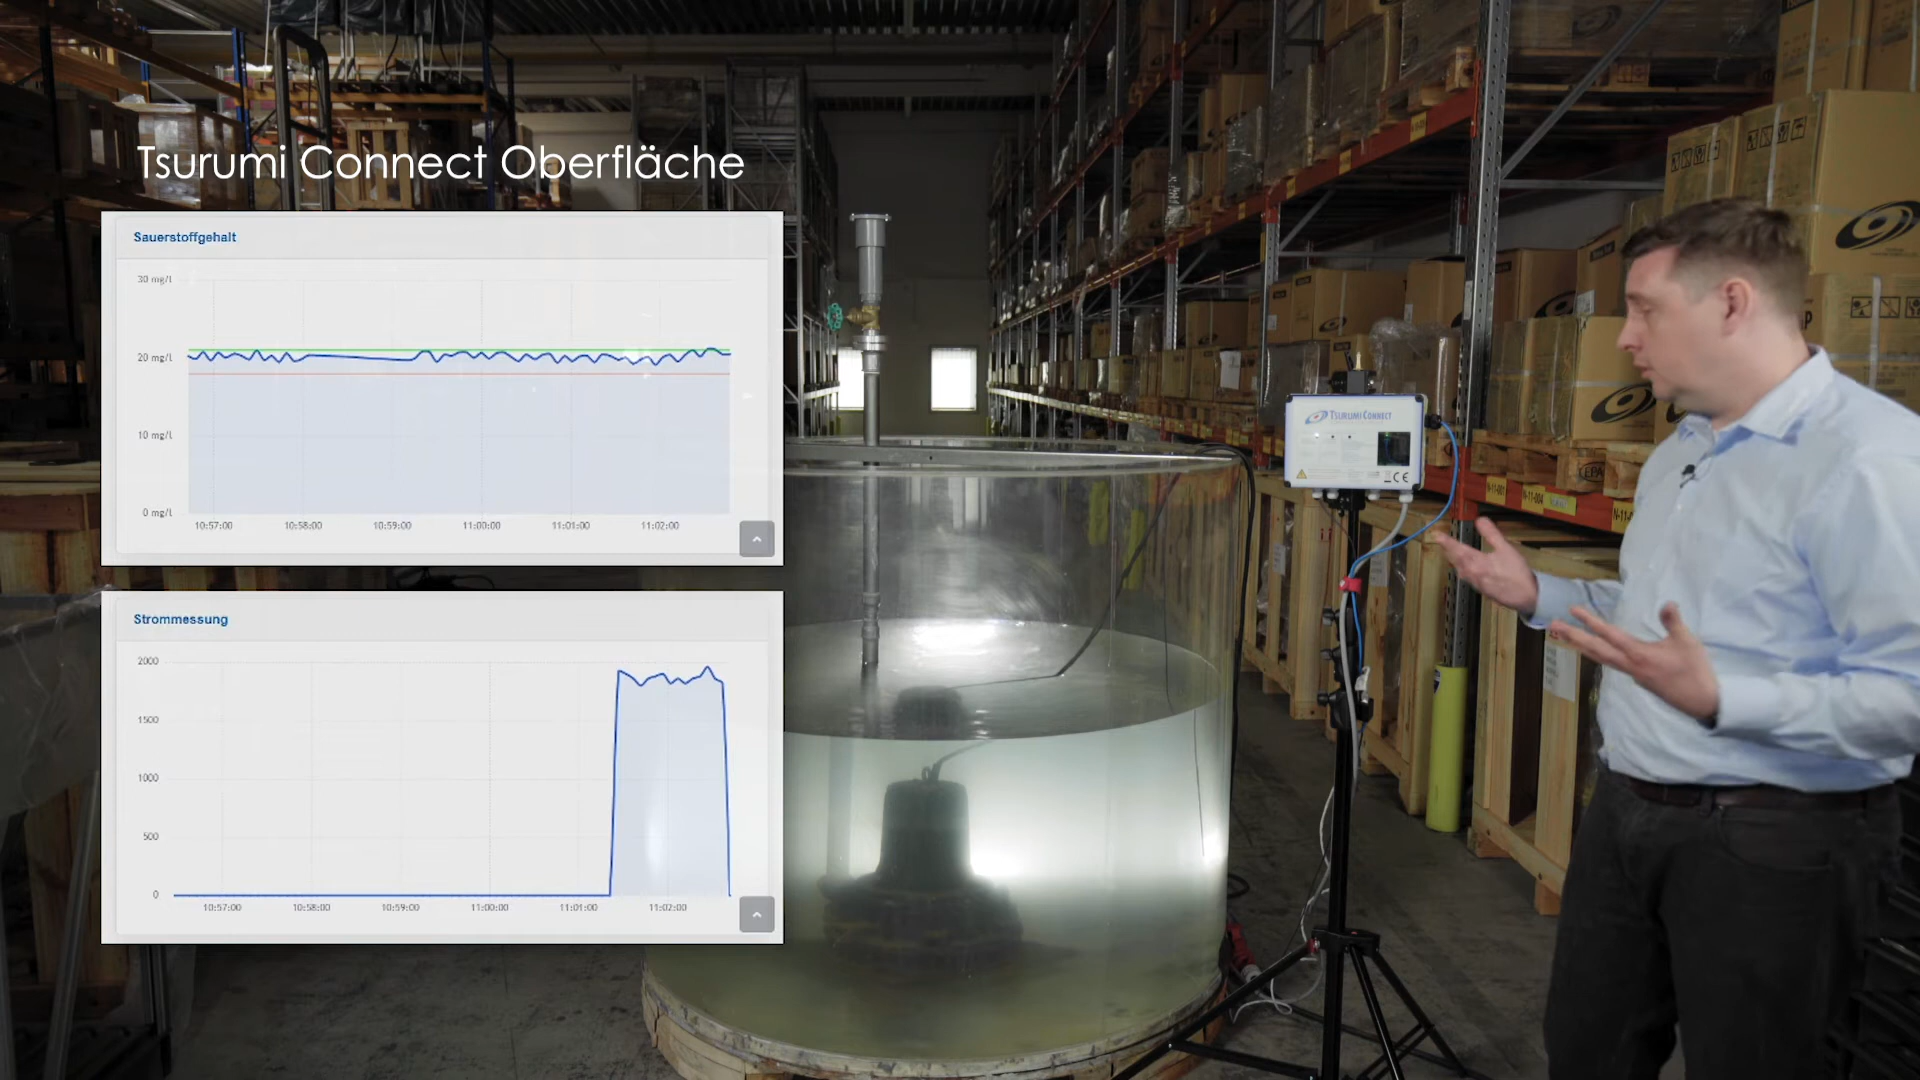 Tsurumi Connect Oberfläche
Sauerstoffgehalt
30 mg/l
20 mg/l
10 mg/l
0 mg/l
10:57:00 10:58:00 10:59:00 11:00:00 11:01:00 11:02:00
Strommessung
2000
1500
1000
500
0
10:57:00 10:58:00 10:59:00 11:00:00 11:01:00 11:02:00
TSURUMI CONNECT
CE
N-11-004